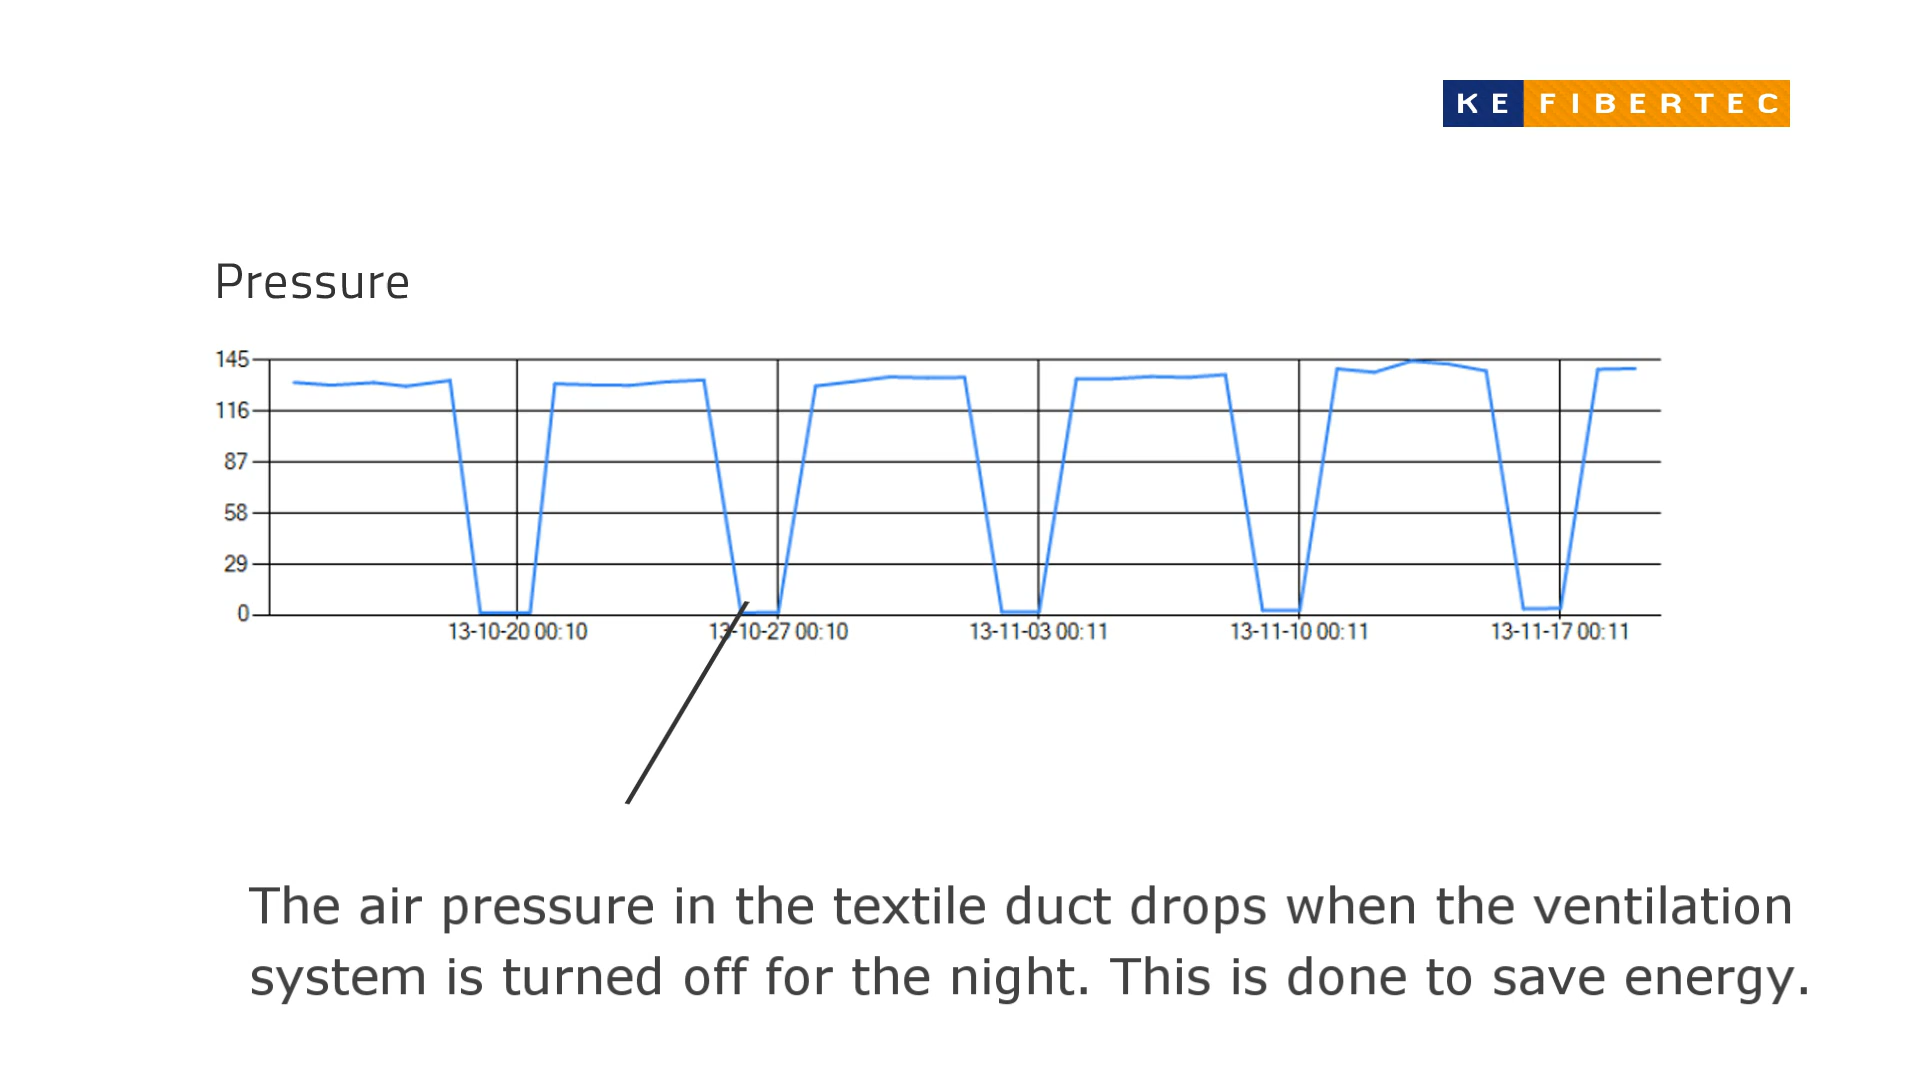 KE FIBERTEC
Pressure
145
116
87
58
29
0
13-10-20 00:10 13-10-27 00:10 13-11-03 00:11 13-11-10 00:11 13-11-17 00:11
The air pressure in the textile duct drops when the ventilation
system is turned off for the night. This is done to save energy.